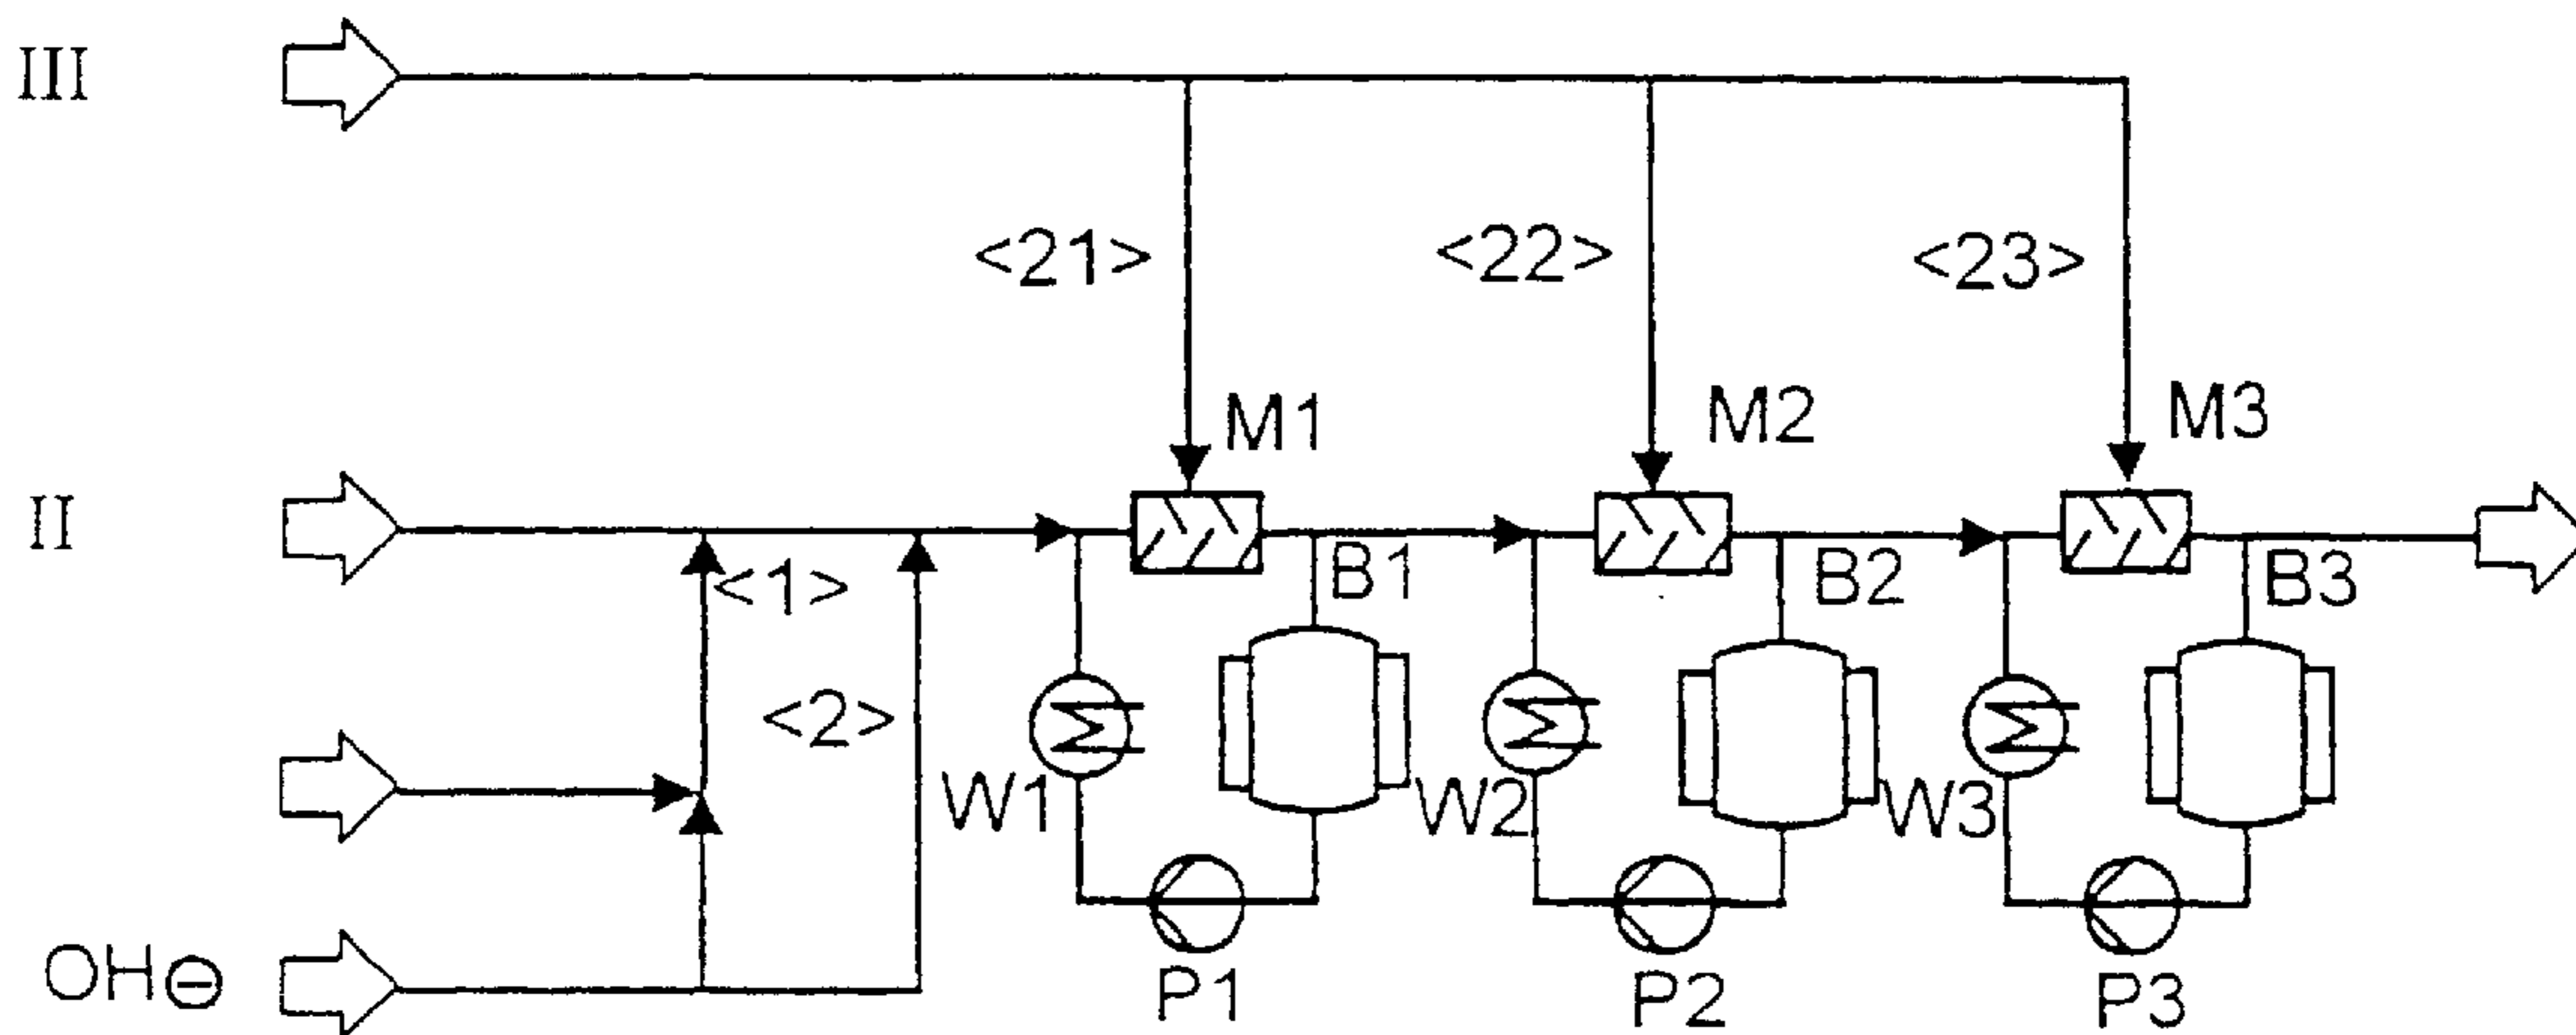 III
<21> <22> <23>
M1 M2 M3
II
B1 B2 B3
<1>
<2>
W1 W2 W3
OH⊖
P1 P2 P3